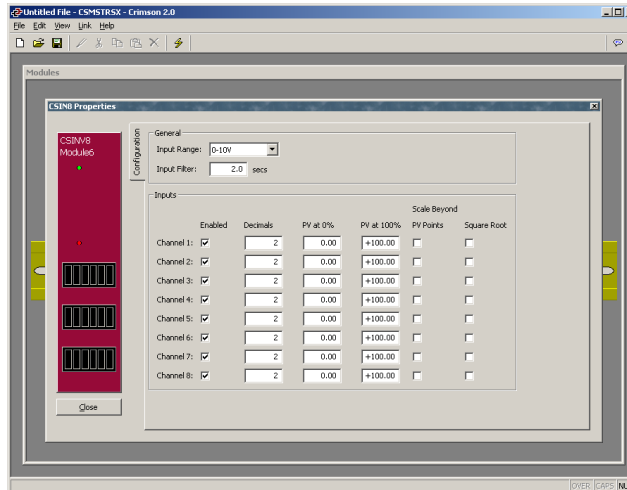 Untitled File - CSMSTRSX - Crimson 2.0
File Edit View Link Help
Modules
CSIN8 Properties
CSINV8
Module6
Configuration
General
Input Range: 0-10V
Input Filter: 2.0 secs
Inputs
Scale Beyond
Enabled Decimals PV at 0% PV at 100% PV Points Square Root
Channel 1: 2 0.00 +100.00
Channel 2: 2 0.00 +100.00
Channel 3: 2 0.00 +100.00
Channel 4: 2 0.00 +100.00
Channel 5: 2 0.00 +100.00
Channel 6: 2 0.00 +100.00
Channel 7: 2 0.00 +100.00
Channel 8: 2 0.00 +100.00
Close
OVER CAPS NU